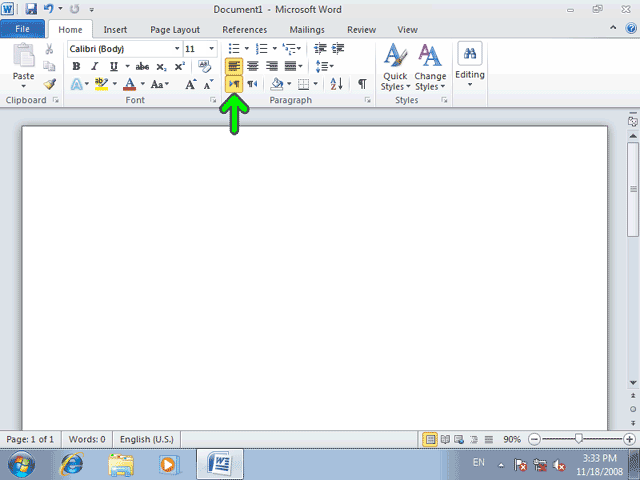 Document1 - Microsoft Word
File Home Insert Page Layout References Mailings Review View
Calibri (Body) 11
B I U abc x₂ x²
A ab A Aa A A
Paste
Quick Styles
Change Styles
Editing
Clipboard Font Paragraph Styles
Page: 1 of 1 Words: 0 English (U.S.) 90%
EN 3:33 PM
11/18/2008